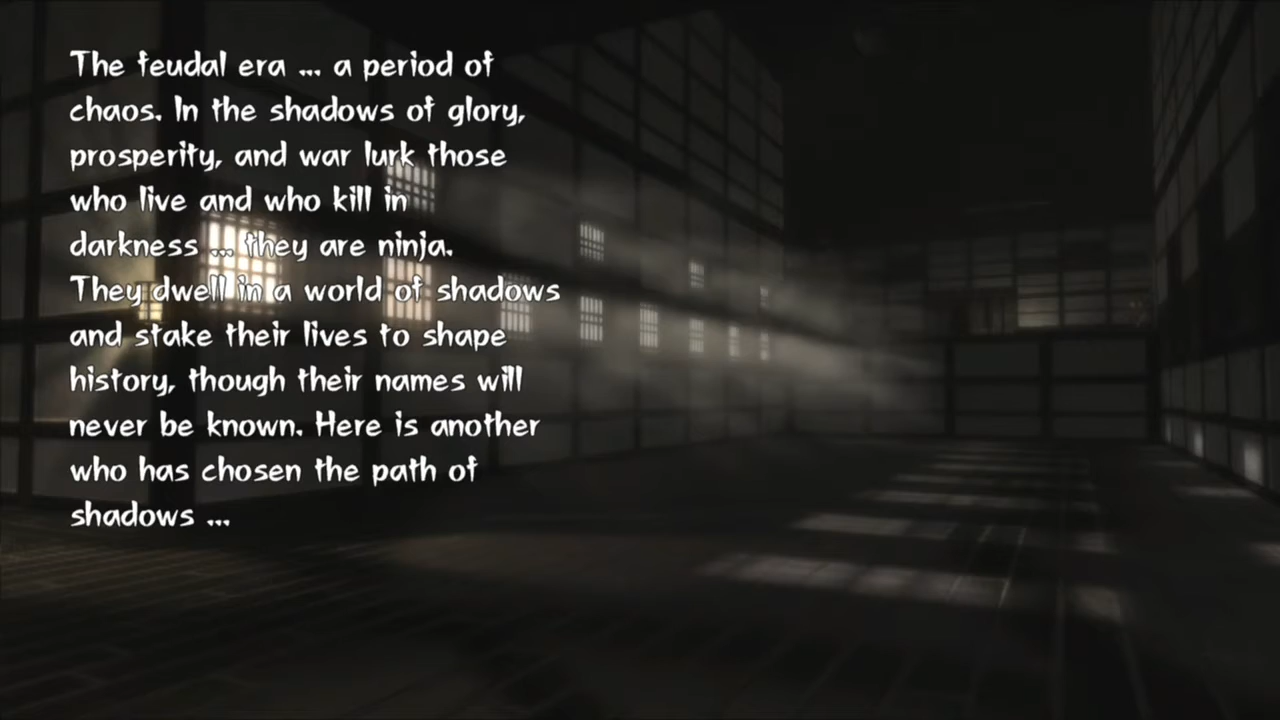 The feudal era ... a period of
chaos. In the shadows of glory,
prosperity, and war lurk those
who live and who kill in
darkness ... they are ninja.
They dwell in a world of shadows
and stake their lives to shape
history, though their names will
never be known. Here is another
who has chosen the path of
shadows ...